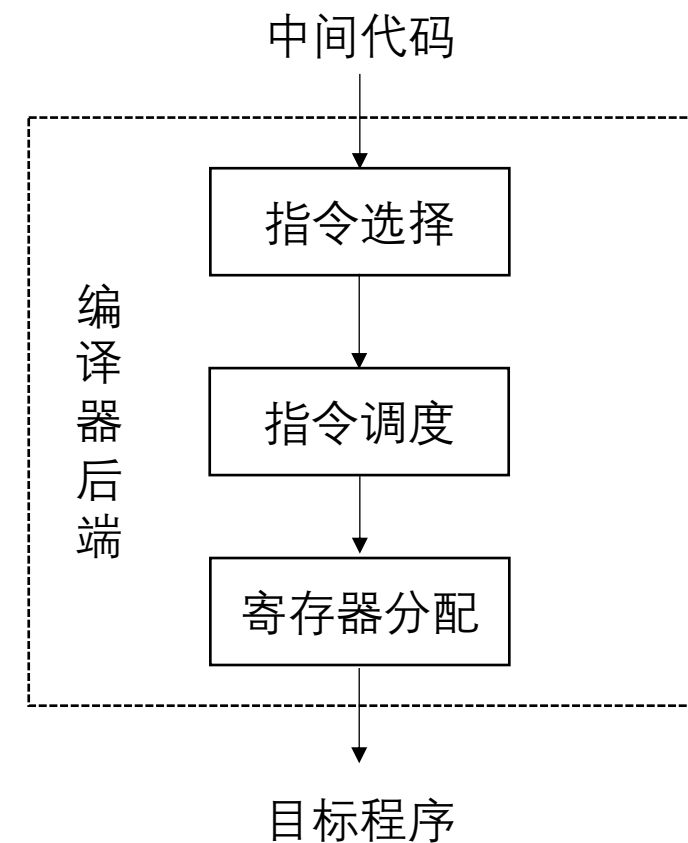 中间代码
指令选择
编译器后端
指令调度
寄存器分配
目标程序